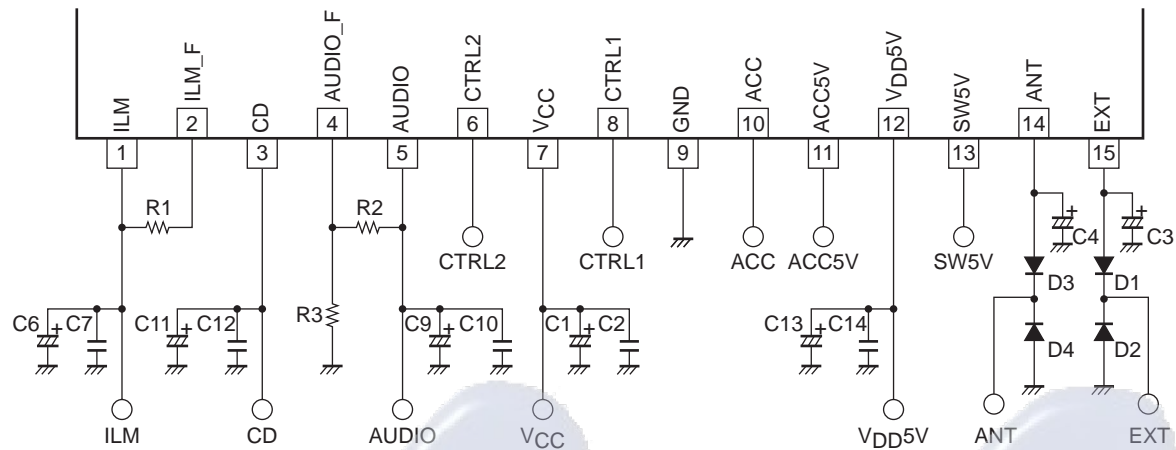 ILM
ILM_F
CD
AUDIO_F
AUDIO
CTRL2
VCC
CTRL1
GND
ACC
ACC5V
VDD5V
SW5V
ANT
EXT
1
2
3
4
5
6
7
8
9
10
11
12
13
14
15
R1
R2
+
C4
+
C3
CTRL2
CTRL1
ACC
ACC5V
SW5V
D3
D1
C6
+
C7
C11
+
C12
R3
C9
+
C10
C1
+
C2
C13
+
C14
D4
D2
ILM
CD
AUDIO
VCC
VDD5V
ANT
EXT